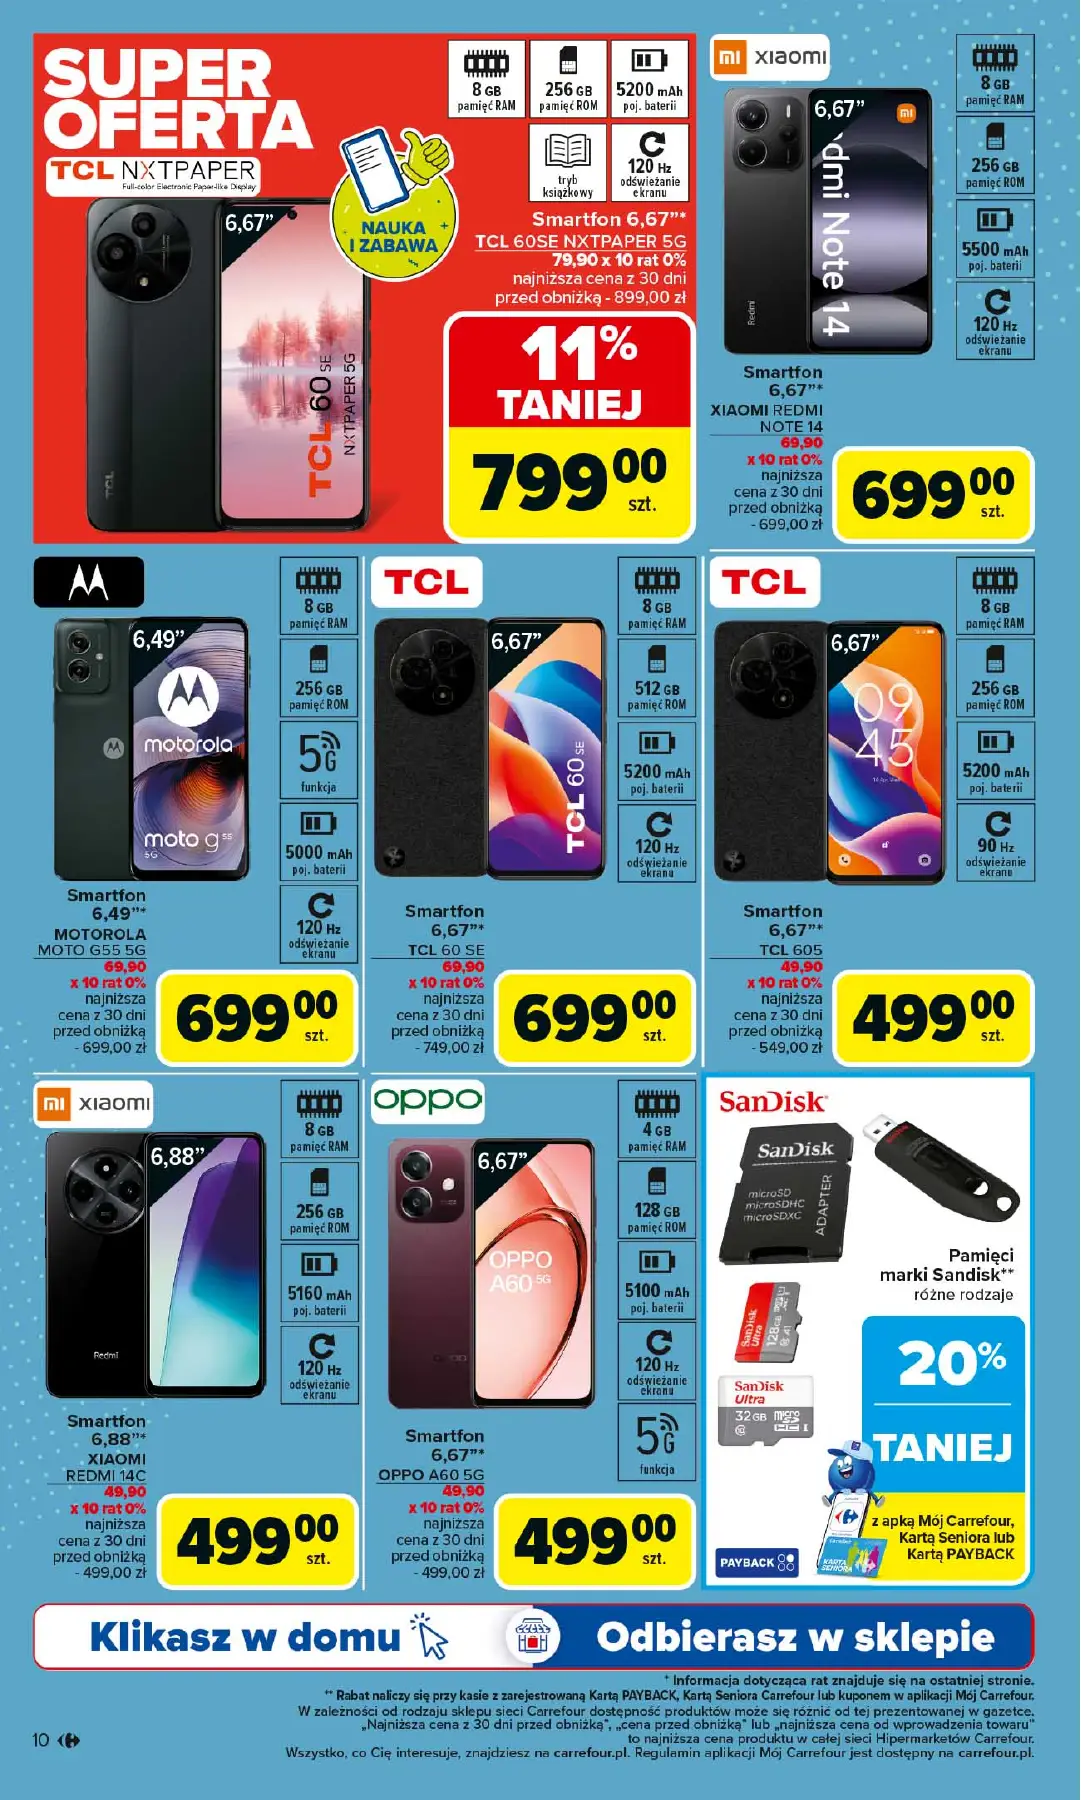 SUPER
OFERTA
TCL NXTPAPER
Full-color Electronic Paper-like Display
6,67”
NAUKA
I ZABAWA
TCL
TCL 60 SE
NXTPAPER 5G
8 GB
pamięć RAM
256 GB
pamięć ROM
5200 mAh
poj. baterii
tryb
książkowy
120 Hz
odświeżanie
ekranu
Smartfon 6,67”*
TCL 60SE NXTPAPER 5G
79,90 x 10 rat 0%
najniższa cena z 30 dni
przed obniżką - 899,00 zł
11%
TANIEJ
799 00
szt.
xiaomi
6,67”
Redmi
Redmi Note 14
8 GB
pamięć RAM
256 GB
pamięć ROM
5500 mAh
poj. baterii
120 Hz
odświeżanie
ekranu
Smartfon
6,67”*
XIAOMI REDMI
NOTE 14
69,90
x 10 rat 0%
najniższa
cena z 30 dni
przed obniżką
- 699,00 zł
699 00
szt.
6,49”
motorola
moto g55
5G
8 GB
pamięć RAM
256 GB
pamięć ROM
5G
funkcja
5000 mAh
poj. baterii
120 Hz
odświeżanie
ekranu
Smartfon
6,49”*
MOTOROLA
MOTO G55 5G
69,90
x 10 rat 0%
najniższa
cena z 30 dni
przed obniżką
- 699,00 zł
699 00
szt.
TCL
6,67”
TCL 60 SE
8 GB
pamięć RAM
512 GB
pamięć ROM
5200 mAh
poj. baterii
120 Hz
odświeżanie
ekranu
Smartfon
6,67”*
TCL 60 SE
69,90
x 10 rat 0%
najniższa
cena z 30 dni
przed obniżką
- 749,00 zł
699 00
szt.
TCL
6,67”
09
45
8 GB
pamięć RAM
256 GB
pamięć ROM
5200 mAh
poj. baterii
90 Hz
odświeżanie
ekranu
Smartfon
6,67”*
TCL 605
49,90
x 10 rat 0%
najniższa
cena z 30 dni
przed obniżką
- 549,00 zł
499 00
szt.
xiaomi
6,88”
Redmi
8 GB
pamięć RAM
256 GB
pamięć ROM
5160 mAh
poj. baterii
120 Hz
odświeżanie
ekranu
Smartfon
6,88”*
XIAOMI
REDMI 14C
49,90
x 10 rat 0%
najniższa
cena z 30 dni
przed obniżką
- 499,00 zł
499 00
szt.
oppo
6,67”
OPPO
A60 5G
4 GB
pamięć RAM
128 GB
pamięć ROM
5100 mAh
poj. baterii
120 Hz
odświeżanie
ekranu
5G
funkcja
Smartfon
6,67”*
OPPO A60 5G
49,90
x 10 rat 0%
najniższa
cena z 30 dni
przed obniżką
- 499,00 zł
499 00
szt.
SanDisk
SanDisk
microSD
microSDHC
microSDXC
ADAPTER
SanDisk
Ultra
128GB
SanDisk
Ultra
32GB
micro
Pamięci
marki Sandisk**
różne rodzaje
20%
TANIEJ
z apką Mój Carrefour,
Kartą Seniora lub
Kartą PAYBACK
PAYBACK
KARTA
SENIORA
Klikasz w domu
Odbierasz w sklepie
* Informacja dotycząca rat znajduje się na ostatniej stronie.
** Rabat naliczy się przy kasie z zarejestrowaną Kartą PAYBACK, Kartą Seniora Carrefour lub kuponem w aplikacji Mój Carrefour.
W zależności od rodzaju sklepu sieci Carrefour dostępność produktów może się różnić od tej prezentowanej w gazetce.
„Najniższa cena z 30 dni przed obniżką”, „cena przed obniżką” lub „najniższa cena od wprowadzenia towaru”
to najniższa cena produktu w całej sieci Hipermarketów Carrefour.
Wszystko, co Cię interesuje, znajdziesz na carrefour.pl. Regulamin aplikacji Mój Carrefour jest dostępny na carrefour.pl.
10